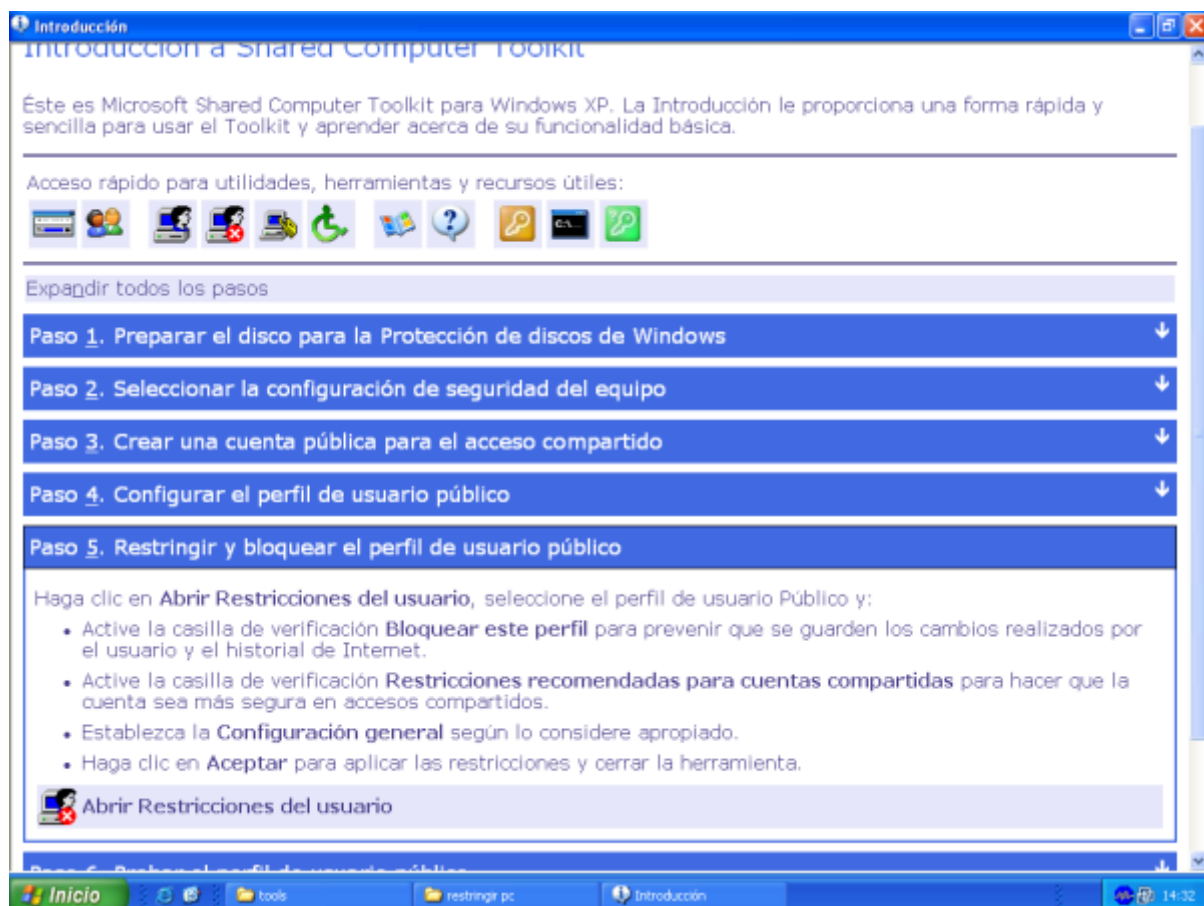 Introducción
Introducción a Shared Computer Toolkit
Éste es Microsoft Shared Computer Toolkit para Windows XP. La Introducción le proporciona una forma rápida y
sencilla para usar el Toolkit y aprender acerca de su funcionalidad básica.
Acceso rápido para utilidades, herramientas y recursos útiles:
C:\...
Expandir todos los pasos
Paso 1. Preparar el disco para la Protección de discos de Windows
Paso 2. Seleccionar la configuración de seguridad del equipo
Paso 3. Crear una cuenta pública para el acceso compartido
Paso 4. Configurar el perfil de usuario público
Paso 5. Restringir y bloquear el perfil de usuario público
Haga clic en Abrir Restricciones del usuario, seleccione el perfil de usuario Público y:
• Active la casilla de verificación Bloquear este perfil para prevenir que se guarden los cambios realizados por
el usuario y el historial de Internet.
• Active la casilla de verificación Restricciones recomendadas para cuentas compartidas para hacer que la
cuenta sea más segura en accesos compartidos.
• Establezca la Configuración general según lo considere apropiado.
• Haga clic en Aceptar para aplicar las restricciones y cerrar la herramienta.
Abrir Restricciones del usuario
Paso 6. Probar el perfil de usuario público
Inicio tools restringir pc Introducción 14:32